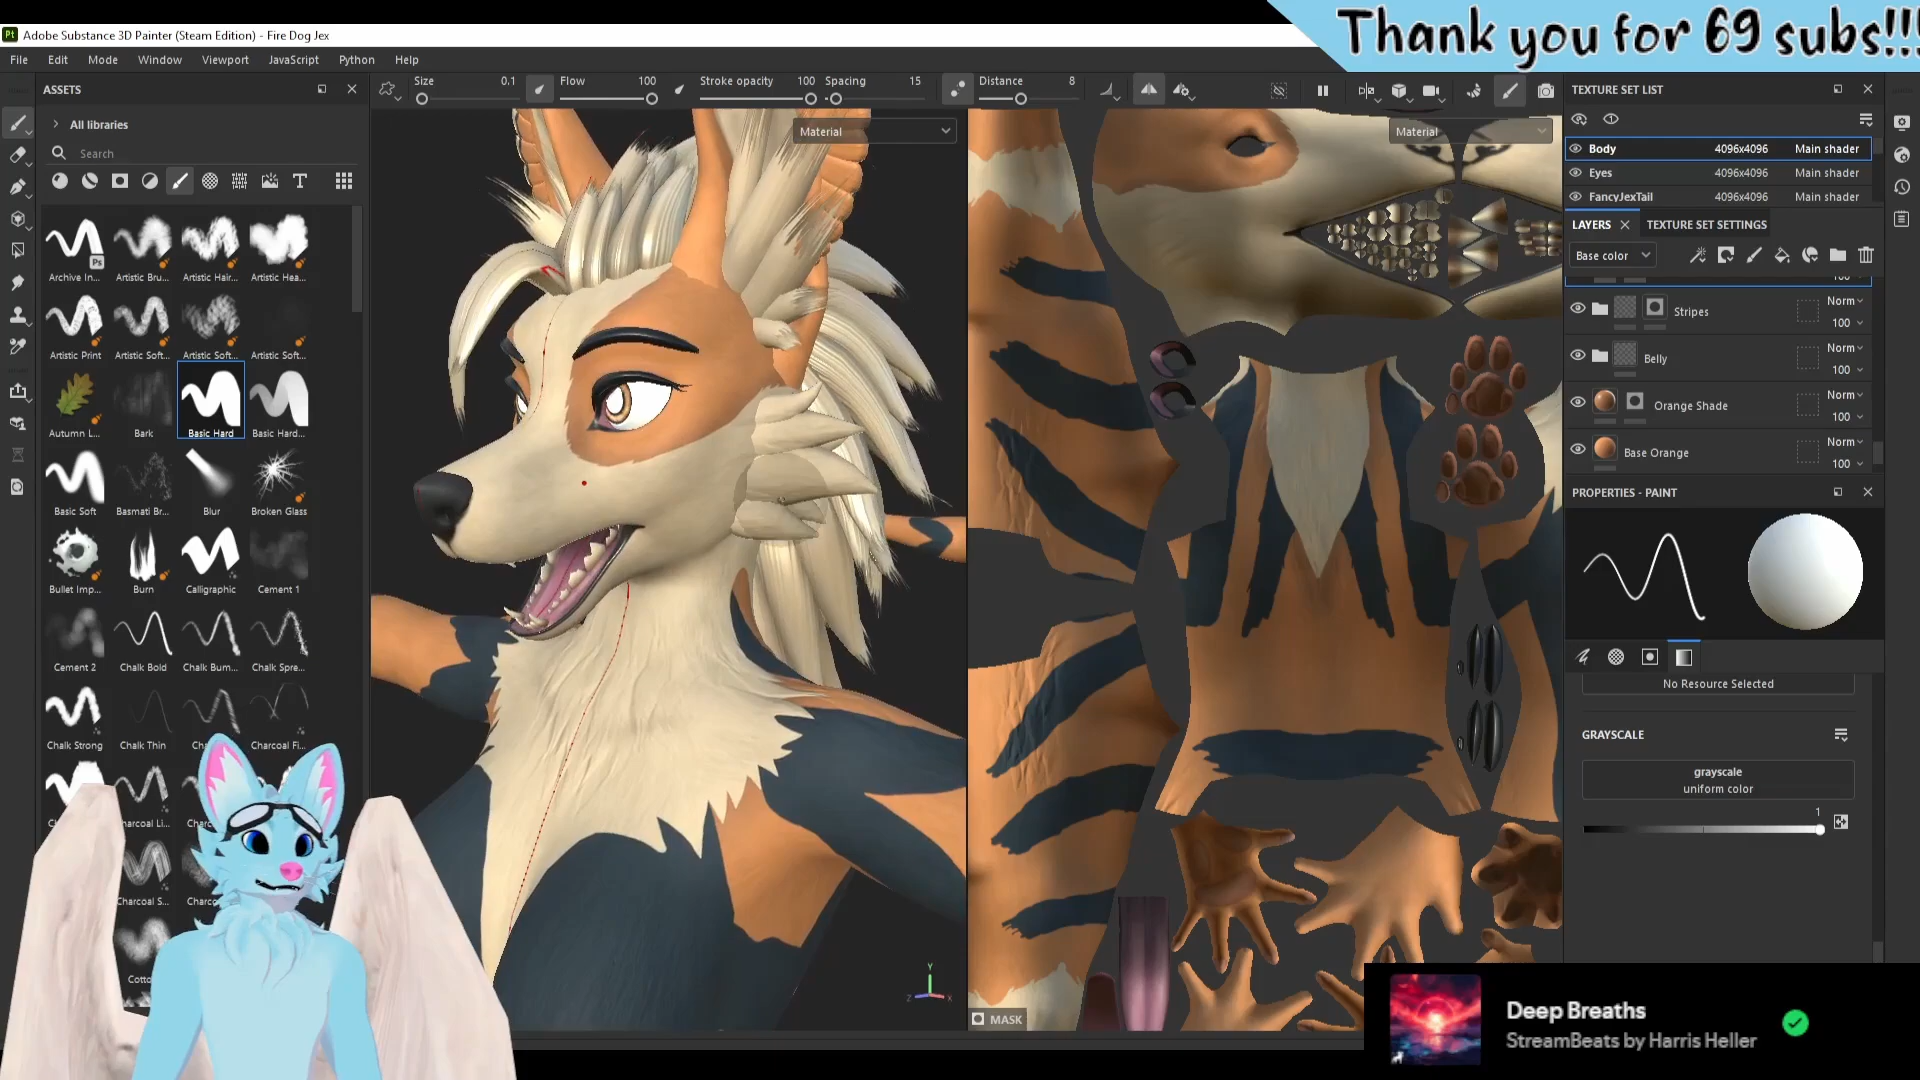 Thank you for 69 subs!!!
Adobe Substance 3D Painter (Steam Edition) - Fire Dog Jex
File Edit Mode Window Viewport JavaScript Python Help
ASSETS
Size 0.1 Flow 100 Stroke opacity 100 Spacing 15 Distance 8
All libraries
Search
Material
Material
Archive In... Artistic Bru... Artistic Hair... Artistic Hea...
Ps
Artistic Print Artistic Soft... Artistic Soft... Artistic Soft...
Autumn L... Bark Basic Hard Basic Hard...
Basic Soft Basmati Br... Blur Broken Glass
Bullet Imp... Burn Calligraphic Cement 1
Cement 2 Chalk Bold Chalk Bum... Chalk Spre...
Chalk Strong Chalk Thin Charcoal Fi...
harcoal Li...
Charcoal S...
MASK
Y
Z
X
TEXTURE SET LIST
Body 4096x4096 Main shader
Eyes 4096x4096 Main shader
FancyJexTail 4096x4096 Main shader
LAYERS TEXTURE SET SETTINGS
Base color
100
Stripes Norm 100
Belly Norm 100
Orange Shade Norm 100
Base Orange Norm 100
PROPERTIES - PAINT
No Resource Selected
GRAYSCALE
grayscale
uniform color
1
Deep Breaths
StreamBeats by Harris Heller